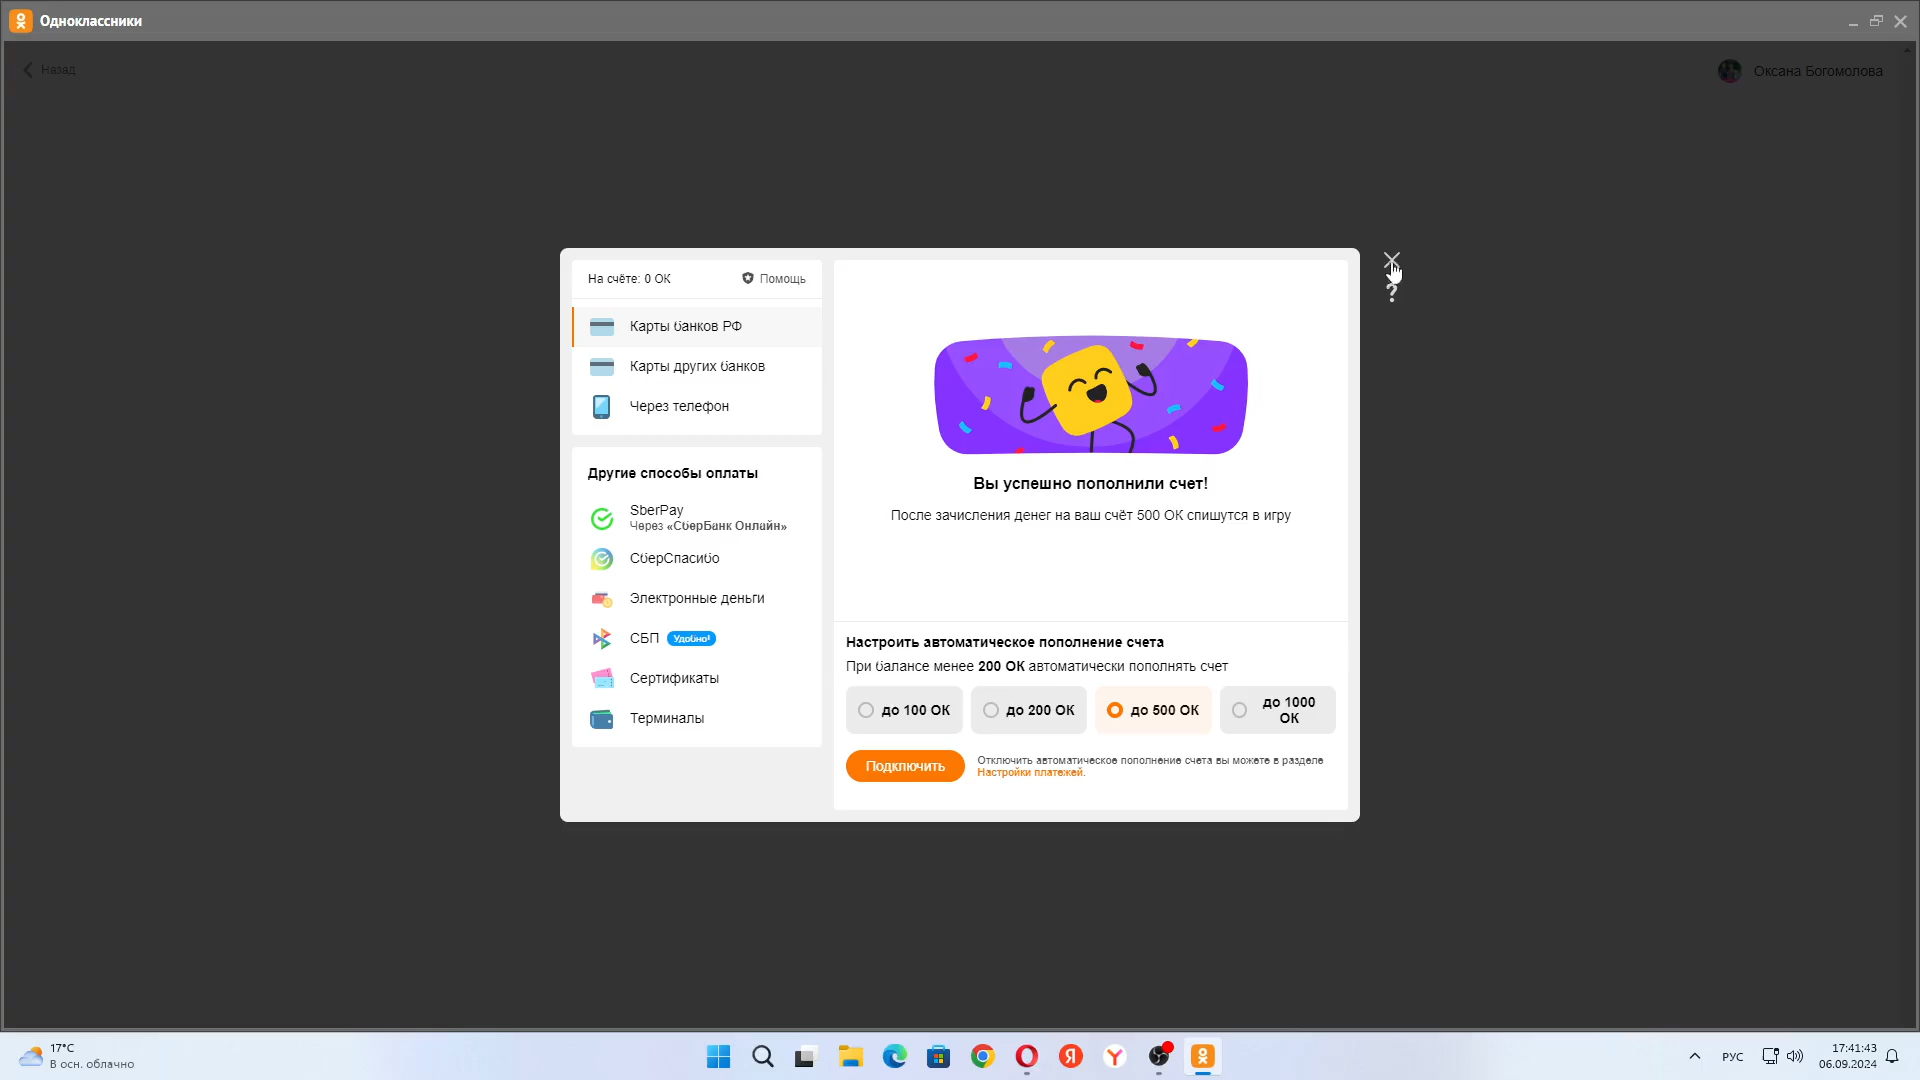 Одноклассники
Назад
Оксана Богомолова
На счёте: 0 ОК
Помощь
Карты банков РФ
Карты других банков
Через телефон
Другие способы оплаты
SberPay
Через «СберБанк Онлайн»
СберСпасибо
Электронные деньги
СБП Удобно!
Сертификаты
Терминалы
Вы успешно пополнили счет!
После зачисления денег на ваш счёт 500 ОК спишутся в игру
Настроить автоматическое пополнение счета
При балансе менее 200 ОК автоматически пополнять счет
до 100 ОК
до 200 ОК
до 500 ОК
до 1000
ОК
Подключить
Отключить автоматическое пополнение счета вы можете в разделе
Настройки платежей.
?
17°C
В осн. облачно
РУС
17:41:43
06.09.2024